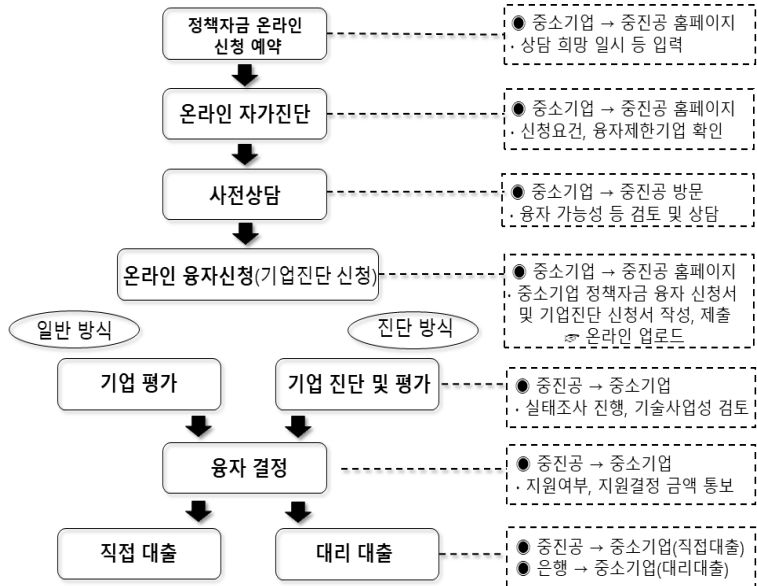 정책자금 온라인
신청 예약
◉ 중소기업 → 중진공 홈페이지
· 상담 희망 일시 등 입력
온라인 자가진단
◉ 중소기업 → 중진공 홈페이지
· 신청요건, 융자제한기업 확인
사전상담
◉ 중소기업 → 중진공 방문
· 융자 가능성 등 검토 및 상담
온라인 융자신청(기업진단 신청)
◉ 중소기업 → 중진공 홈페이지
· 중소기업 정책자금 융자 신청서
및 기업진단 신청서 작성, 제출
☞ 온라인 업로드
일반 방식
진단 방식
기업 평가
기업 진단 및 평가
◉ 중진공 → 중소기업
· 실태조사 진행, 기술사업성 검토
융자 결정
◉ 중진공 → 중소기업
· 지원여부, 지원결정 금액 통보
직접 대출
대리 대출
◉ 중진공 → 중소기업(직접대출)
◉ 은행 → 중소기업(대리대출)